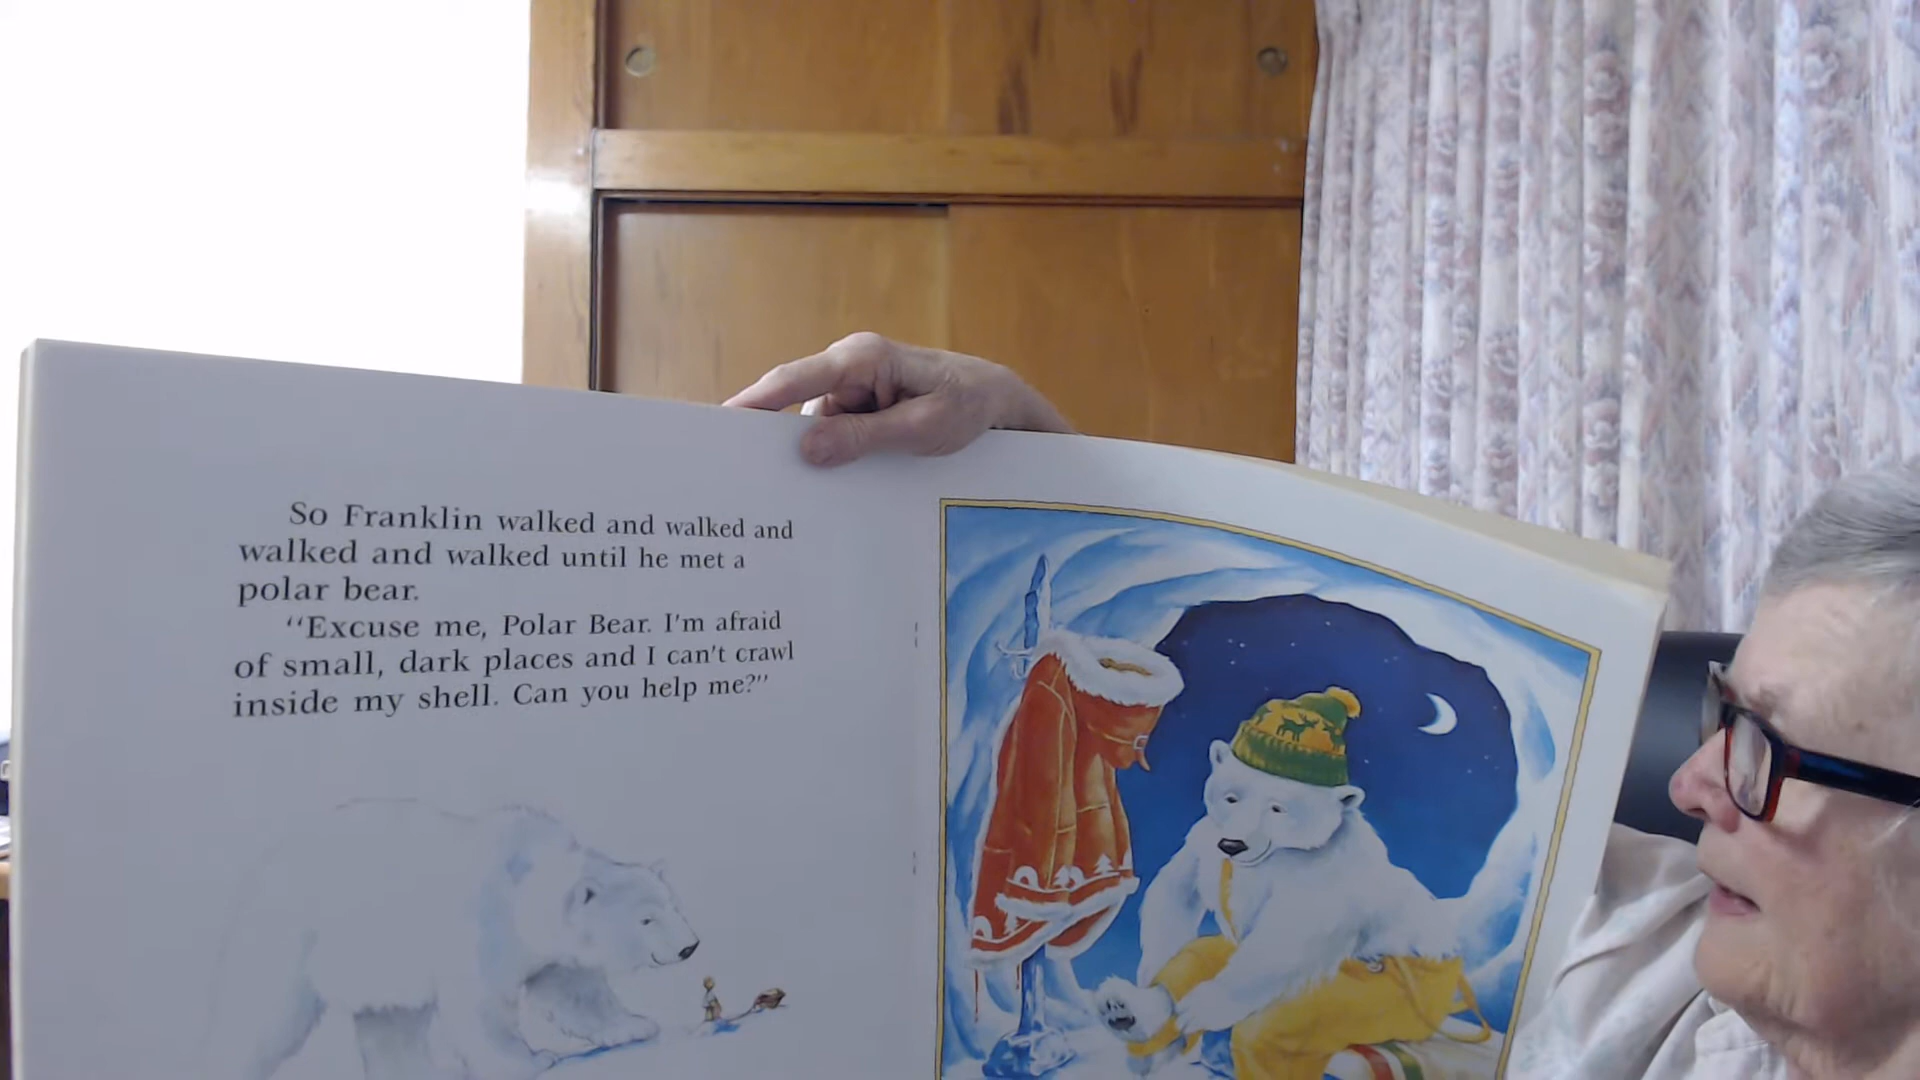 So Franklin walked and walked and
walked and walked until he met a
polar bear.
“Excuse me, Polar Bear. I'm afraid
of small, dark places and I can't crawl
inside my shell. Can you help me?”